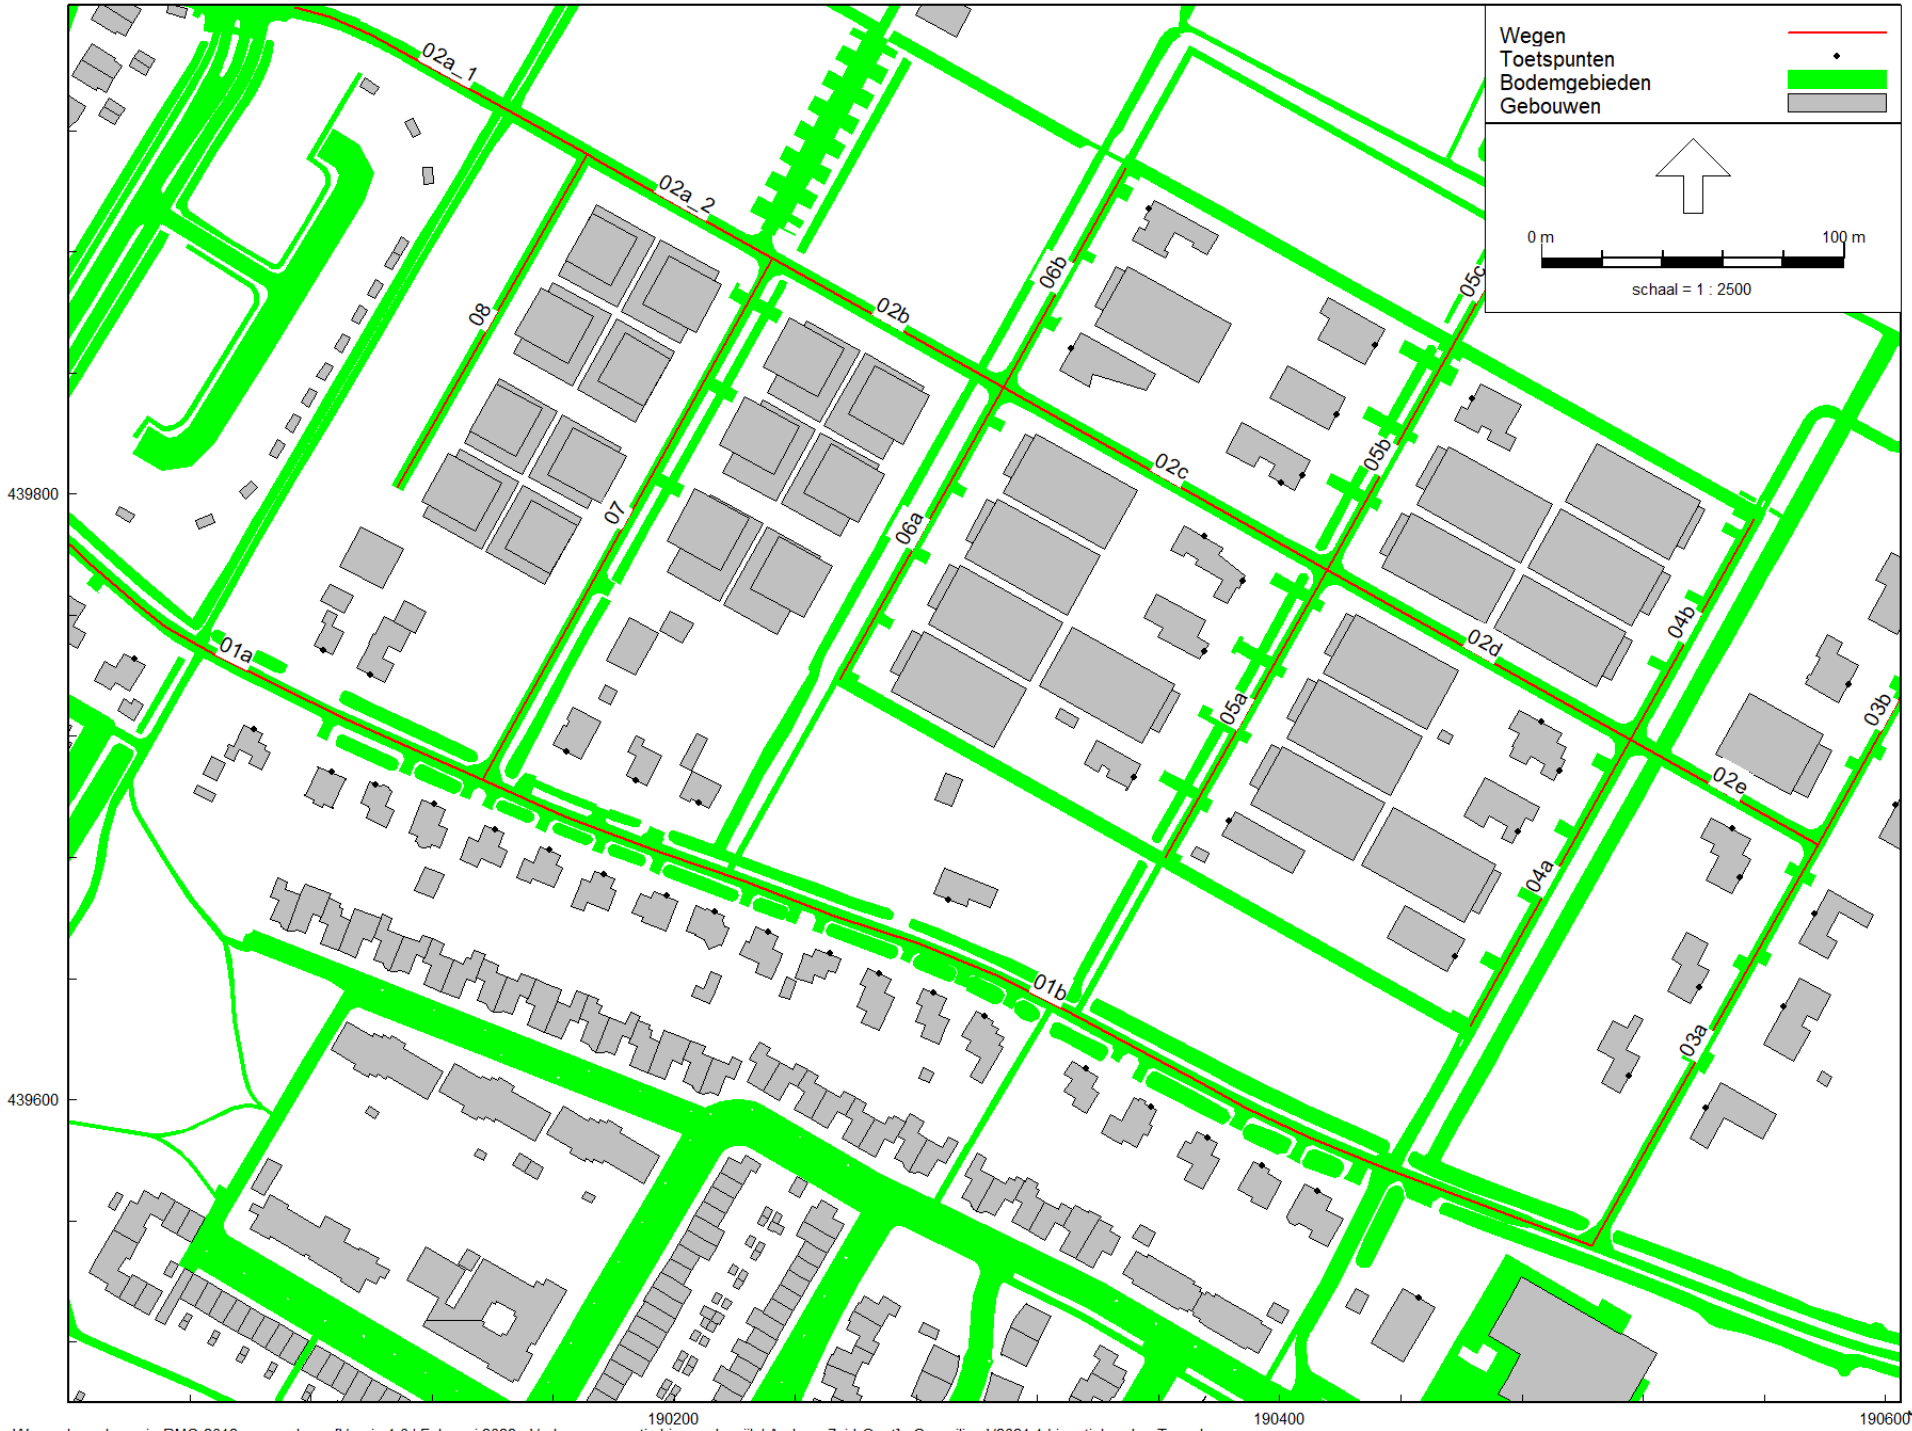 Wegen
Toetspunten
Bodemgebieden
Gebouwen
0 m 100 m
schaal = 1 : 2500
02a_1
02a_2
08
02b
06b
05c
439800
07
06a
02c
05b
01a
02d
04b
05a
03b
02e
04a
01b
03a
439600
190200
190400
190600